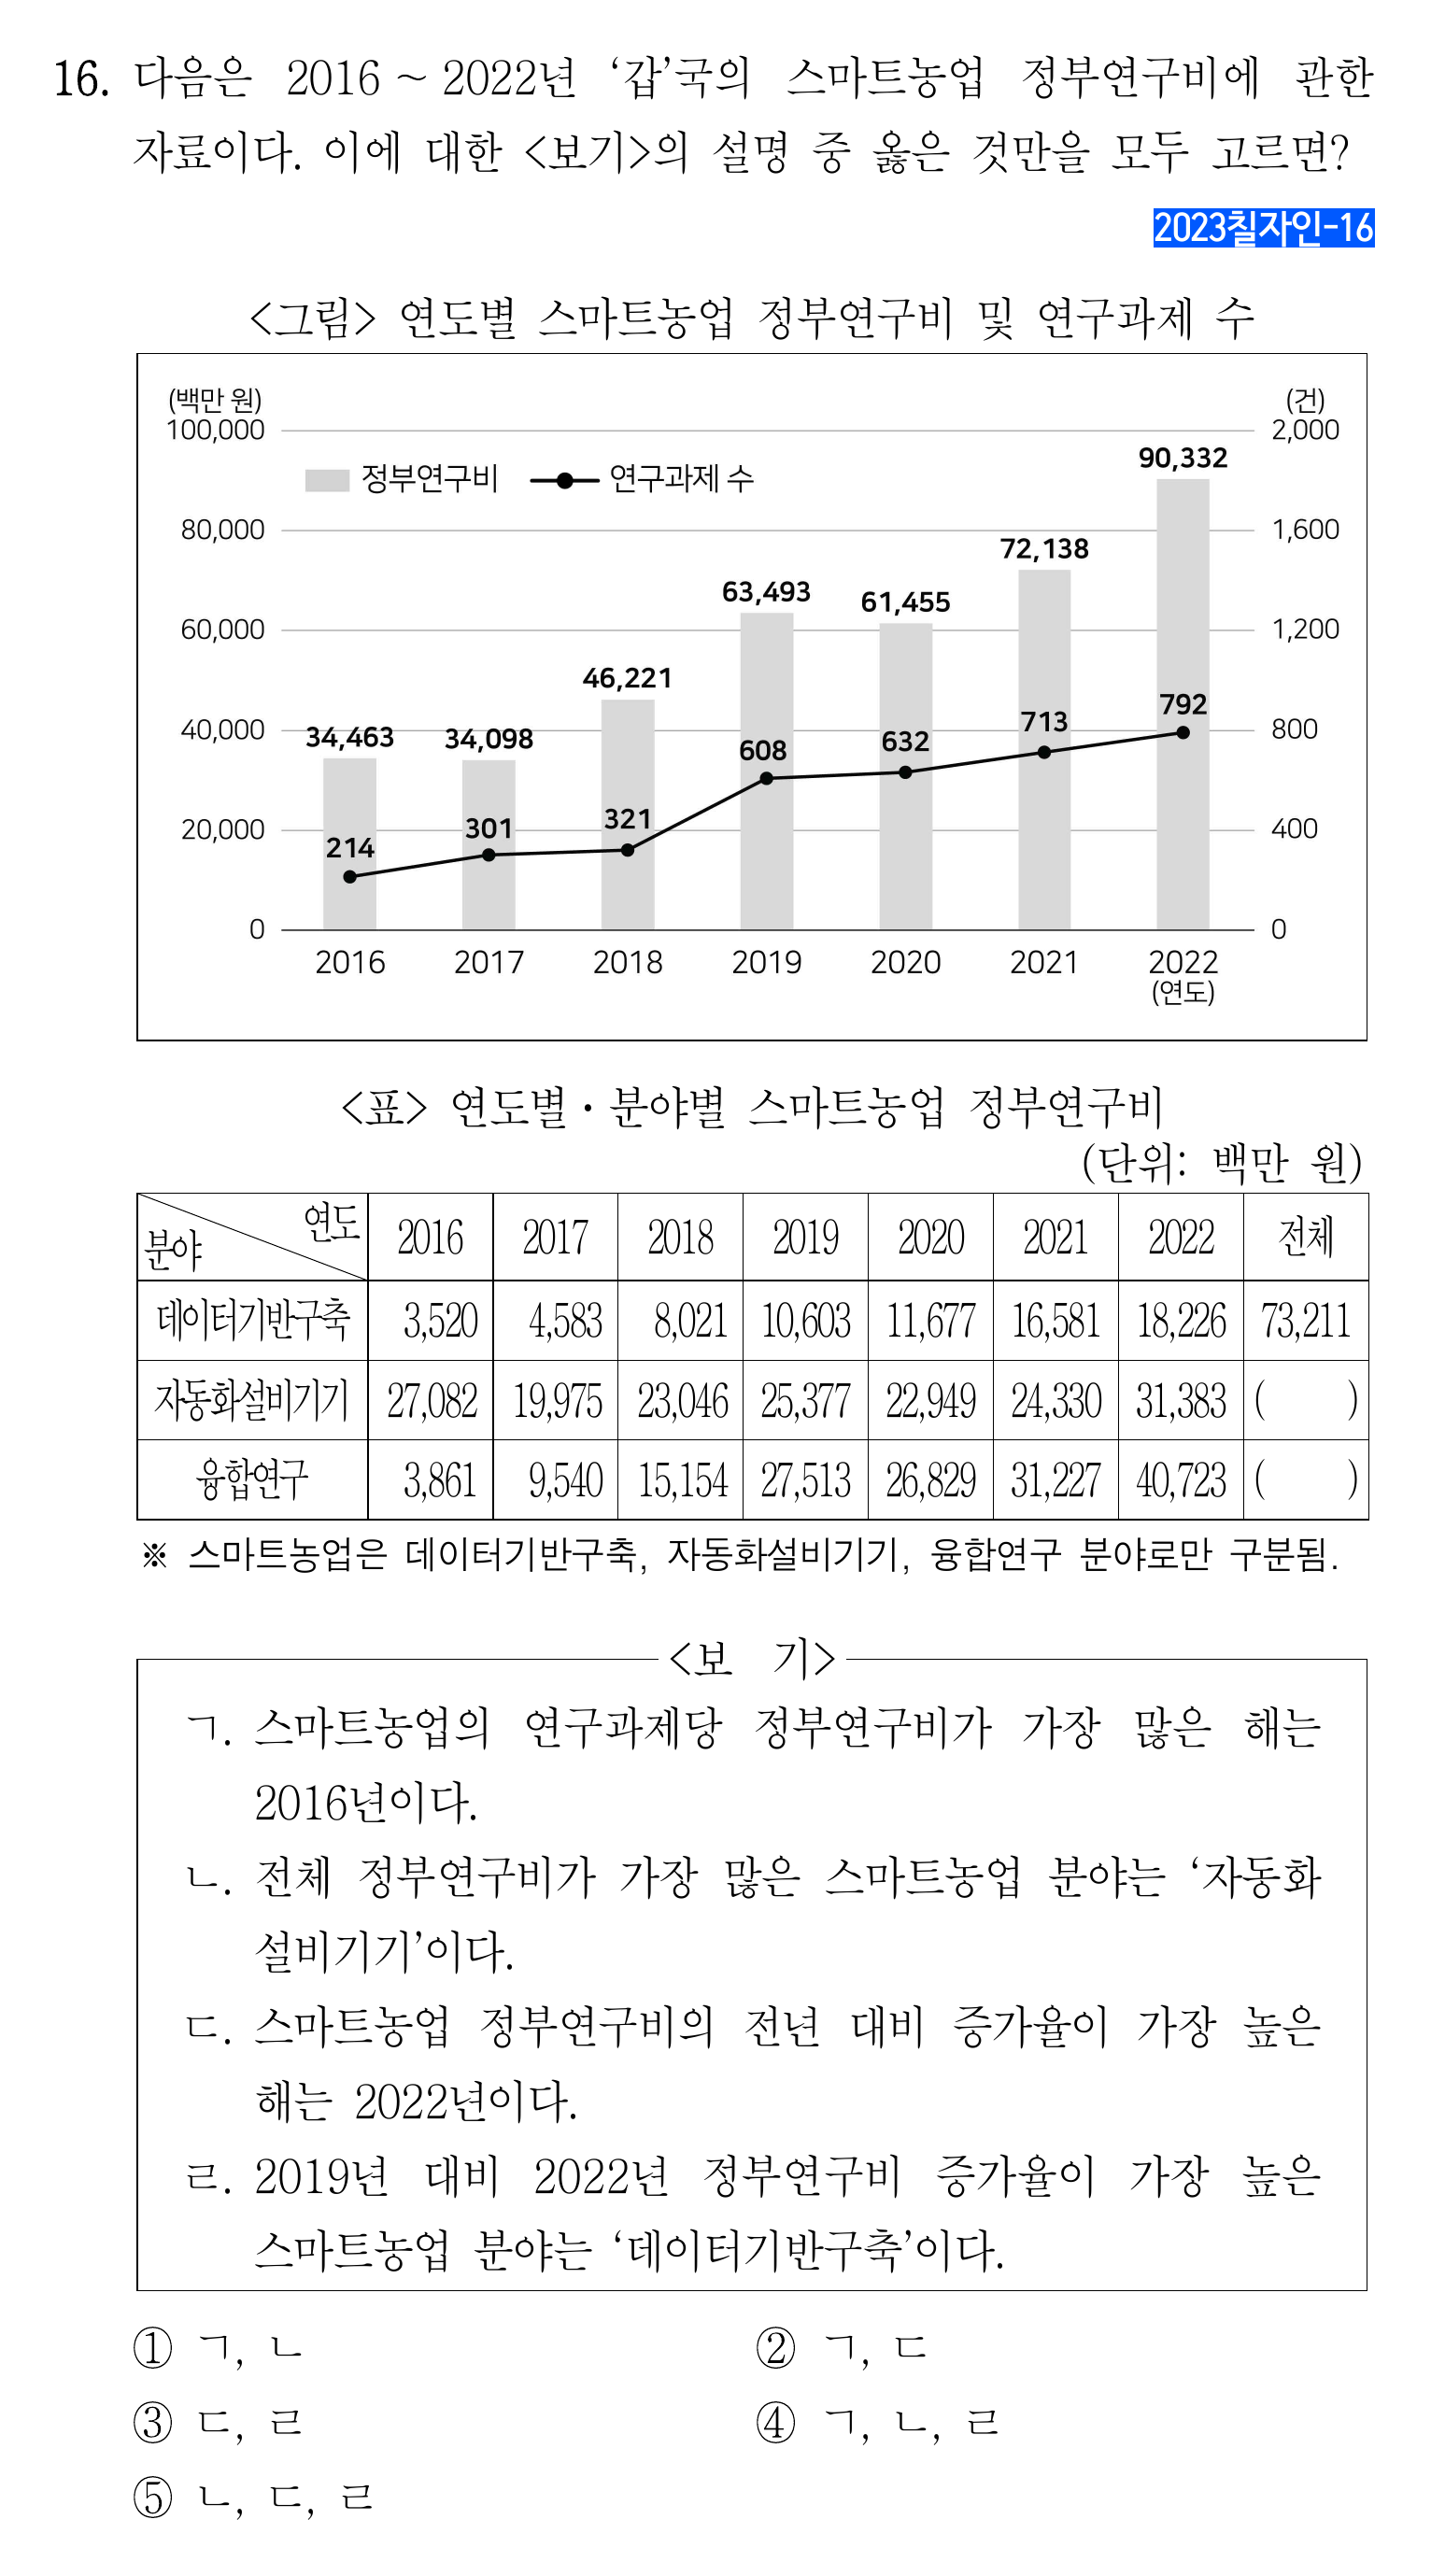 16. 다음은 2016 ~ 2022년 ‘갑’국의 스마트농업 정부연구비에 관한
자료이다. 이에 대한 <보기>의 설명 중 옳은 것만을 모두 고르면?
2023칠자인-16
<그림> 연도별 스마트농업 정부연구비 및 연구과제 수
(백만 원) (건)
100,000 2,000
90,332
정부연구비 연구과제 수
80,000 1,600
72,138
63,493 61,455
60,000 1,200
46,221
792
713
40,000 800
34,463 34,098 608 632
321
301
20,000 400
214
0 0
2016 2017 2018 2019 2020 2021 2022
(연도)
<표> 연도별·분야별 스마트농업 정부연구비
(단위: 백만 원)
분야 연도 2016 2017 2018 2019 2020 2021 2022 전체
데이터기반구축 3,520 4,583 8,021 10,603 11,677 16,581 18,226 73,211
자동화설비기기 27,082 19,975 23,046 25,377 22,949 24,330 31,383 ( )
융합연구 3,861 9,540 15,154 27,513 26,829 31,227 40,723 ( )
※ 스마트농업은 데이터기반구축, 자동화설비기기, 융합연구 분야로만 구분됨.
<보 기>
ㄱ. 스마트농업의 연구과제당 정부연구비가 가장 많은 해는
2016년이다.
ㄴ. 전체 정부연구비가 가장 많은 스마트농업 분야는 ‘자동화
설비기기’이다.
ㄷ. 스마트농업 정부연구비의 전년 대비 증가율이 가장 높은
해는 2022년이다.
ㄹ. 2019년 대비 2022년 정부연구비 증가율이 가장 높은
스마트농업 분야는 ‘데이터기반구축’이다.
① ㄱ, ㄴ ② ㄱ, ㄷ
③ ㄷ, ㄹ ④ ㄱ, ㄴ, ㄹ
⑤ ㄴ, ㄷ, ㄹ